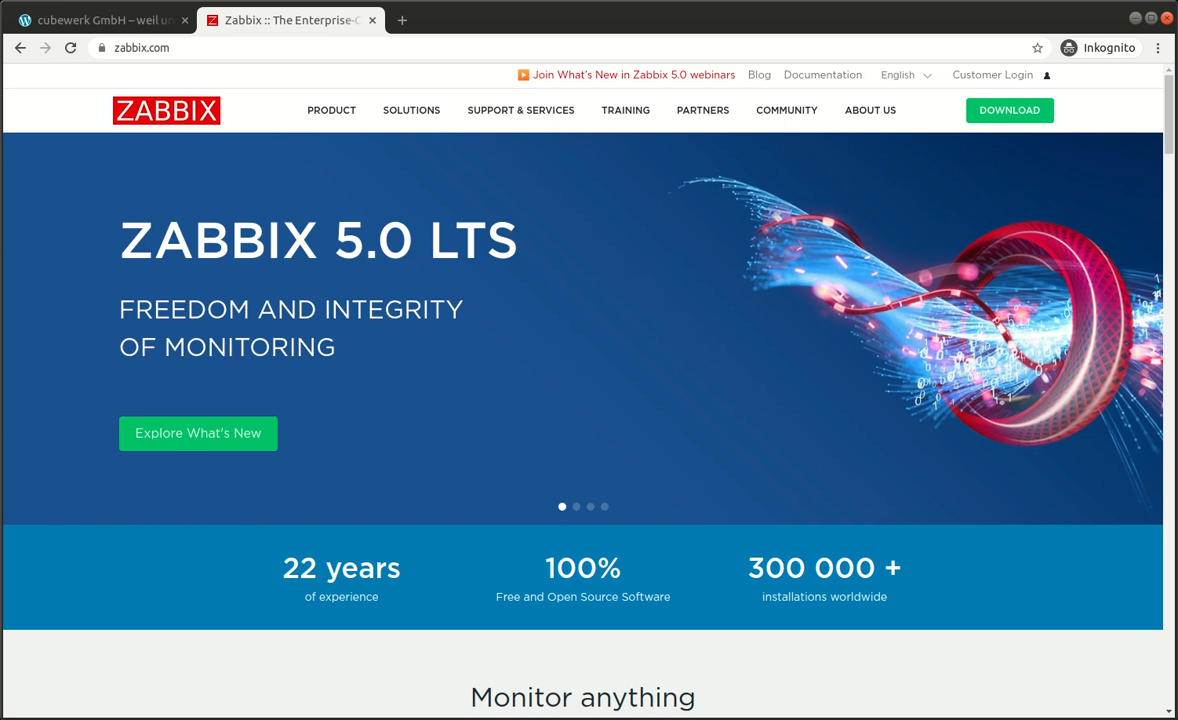 cubewerk GmbH – weil un
Zabbix :: The Enterprise-C
zabbix.com
Inkognito
Join What's New in Zabbix 5.0 webinars
Blog
Documentation
English
Customer Login
ZABBIX
PRODUCT
SOLUTIONS
SUPPORT & SERVICES
TRAINING
PARTNERS
COMMUNITY
ABOUT US
DOWNLOAD
ZABBIX 5.0 LTS
FREEDOM AND INTEGRITY
OF MONITORING
Explore What's New
22 years
of experience
100%
Free and Open Source Software
300 000 +
installations worldwide
Monitor anything